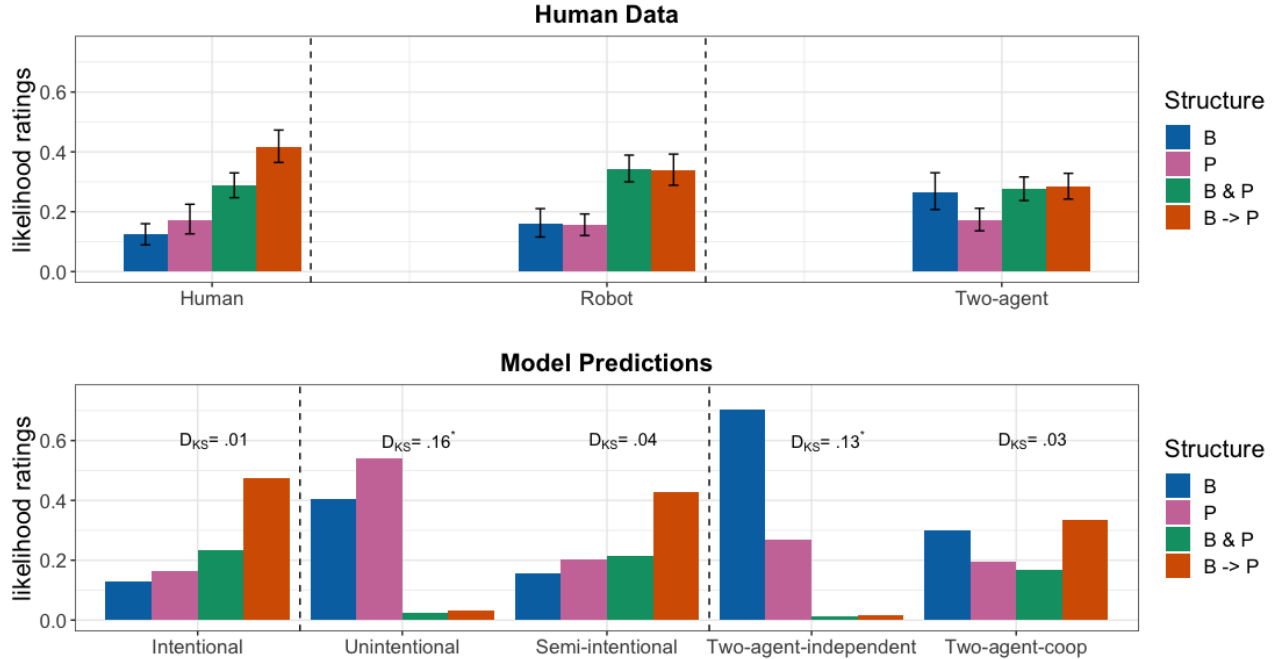 Human Data
likelihood ratings
0.6
0.4
0.2
0.0
Human Robot Two-agent
Structure
B
P
B & P
B -> P
Model Predictions
likelihood ratings
0.6
0.4
0.2
0.0
DKS= .01 DKS= .16* DKS= .04 DKS= .13* DKS= .03
Intentional Unintentional Semi-intentional Two-agent-independent Two-agent-coop
Structure
B
P
B & P
B -> P